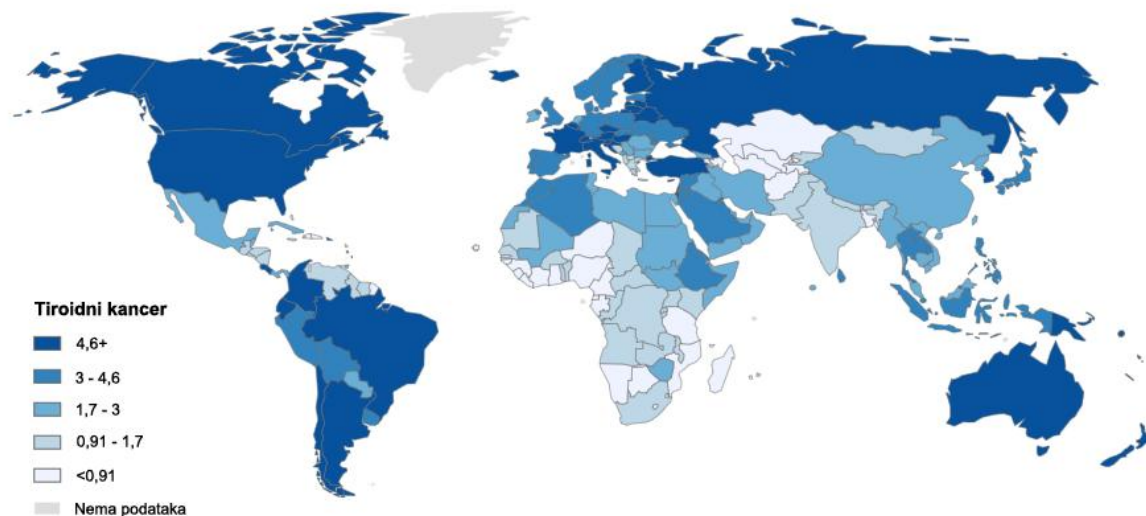 Tiroidni kancer
4,6+
3 - 4,6
1,7 - 3
0,91 - 1,7
<0,91
Nema podataka